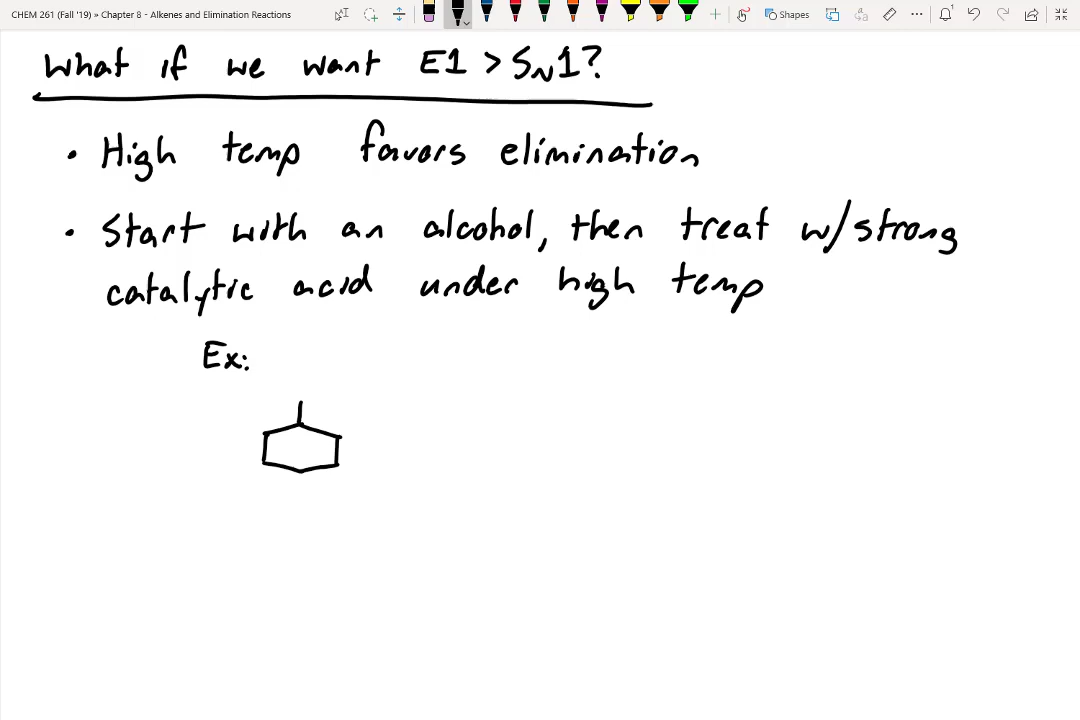 CHEM 261 (Fall '19) » Chapter 8 - Alkenes and Elimination Reactions
Shapes
What if we want E1 > SN1?
• High temp favors elimination
• Start with an alcohol, then treat w/strong
catalytic acid under high temp
Ex: